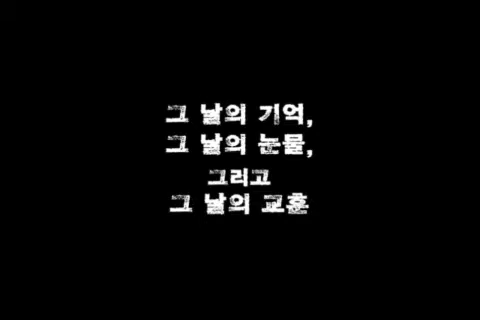 그 날의 기억,
그 날의 눈물,
그리고
그 날의 교훈